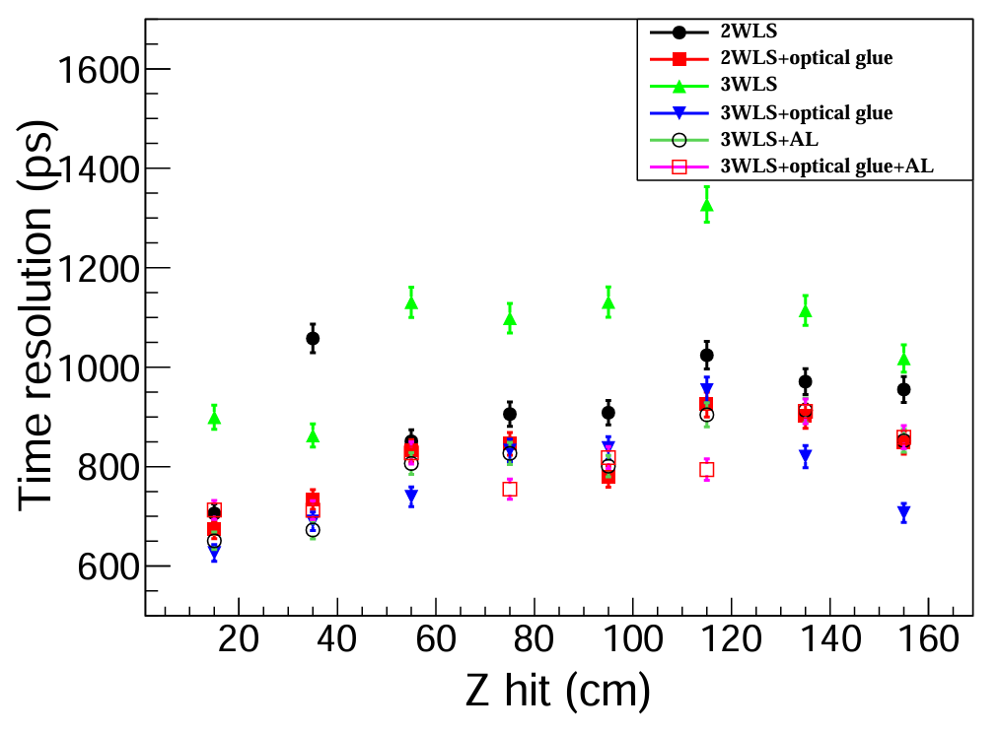 2WLS
2WLS+optical glue
3WLS
3WLS+optical glue
3WLS+AL
3WLS+optical glue+AL
Time resolution (ps)
1600
1400
1200
1000
800
600
20 40 60 80 100 120 140 160
Z hit (cm)